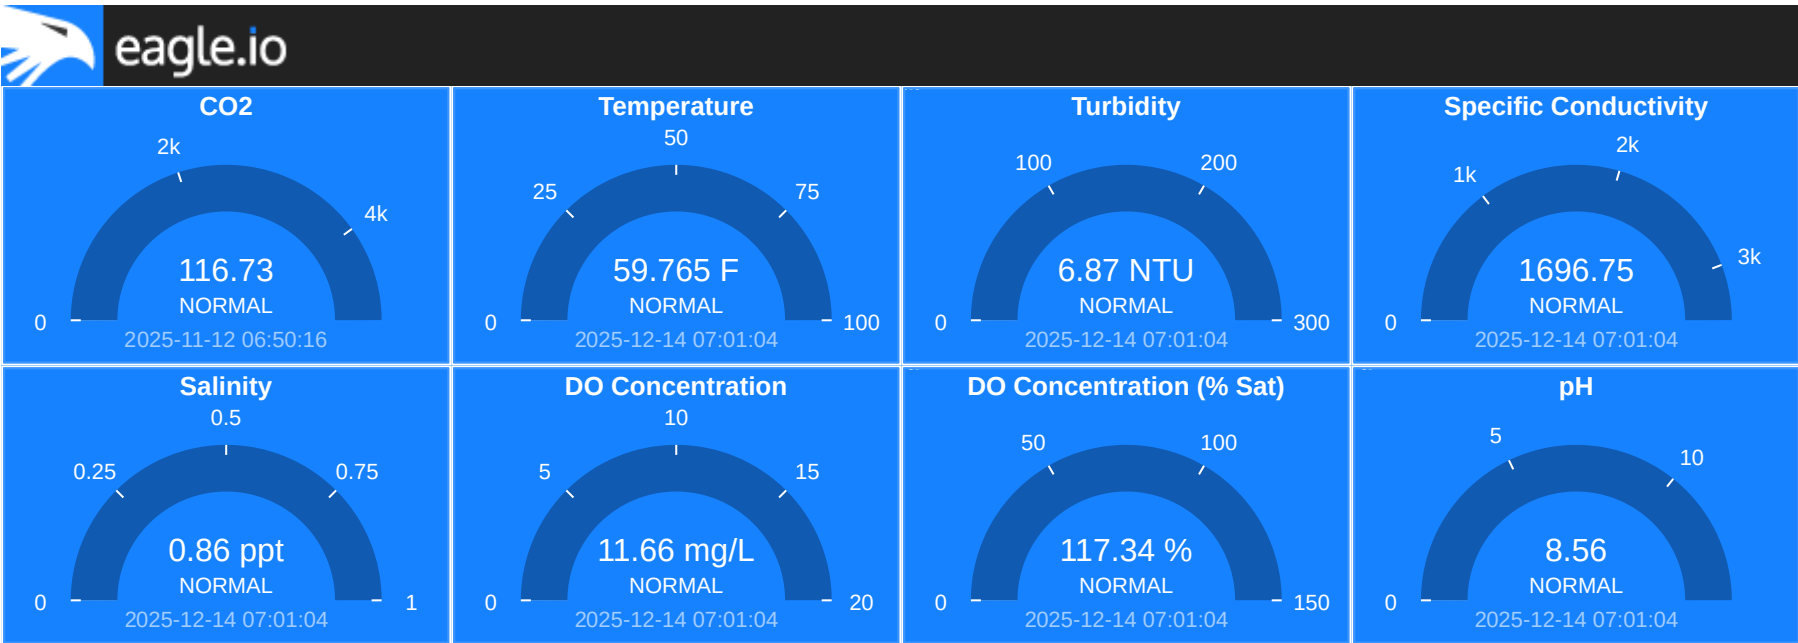 eagle.io
CO2
2k
4k
0
116.73
NORMAL
2025-11-12 06:50:16
Temperature
50
25
75
0
100
59.765 F
NORMAL
2025-12-14 07:01:04
Turbidity
100
200
0
300
6.87 NTU
NORMAL
2025-12-14 07:01:04
Specific Conductivity
2k
1k
3k
0
1696.75
NORMAL
2025-12-14 07:01:04
Salinity
0.5
0.25
0.75
0
1
0.86 ppt
NORMAL
2025-12-14 07:01:04
DO Concentration
10
5
15
0
20
11.66 mg/L
NORMAL
2025-12-14 07:01:04
DO Concentration (% Sat)
50
100
0
150
117.34 %
NORMAL
2025-12-14 07:01:04
pH
5
10
0
8.56
NORMAL
2025-12-14 07:01:04